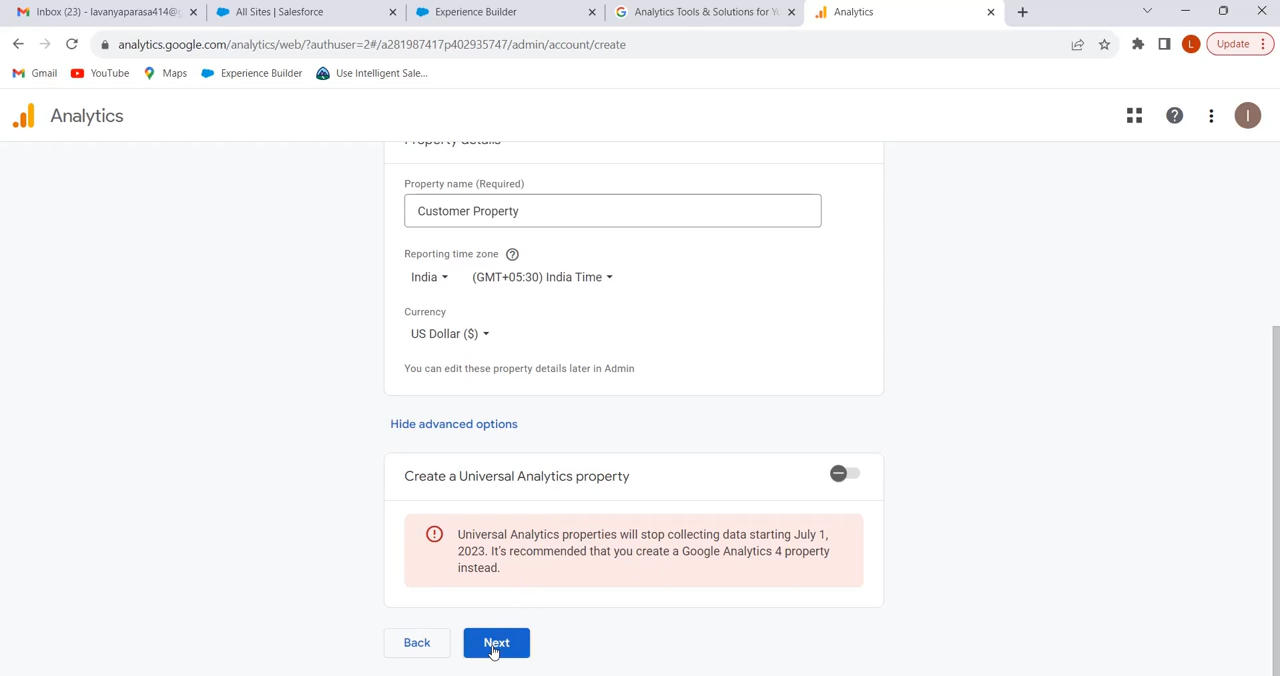 Inbox (23) - lavanyaparasa414@g
All Sites | Salesforce
Experience Builder
Analytics Tools & Solutions for Yo
Analytics
analytics.google.com/analytics/web/?authuser=2#/a281987417p402935747/admin/account/create
L
Update
Gmail
YouTube
Maps
Experience Builder
Use Intelligent Sale...
Analytics
I
Property details
Property name (Required)
Customer Property
Reporting time zone
India
(GMT+05:30) India Time
Currency
US Dollar ($)
You can edit these property details later in Admin
Hide advanced options
Create a Universal Analytics property
Universal Analytics properties will stop collecting data starting July 1,
2023. It's recommended that you create a Google Analytics 4 property
instead.
Back
Next